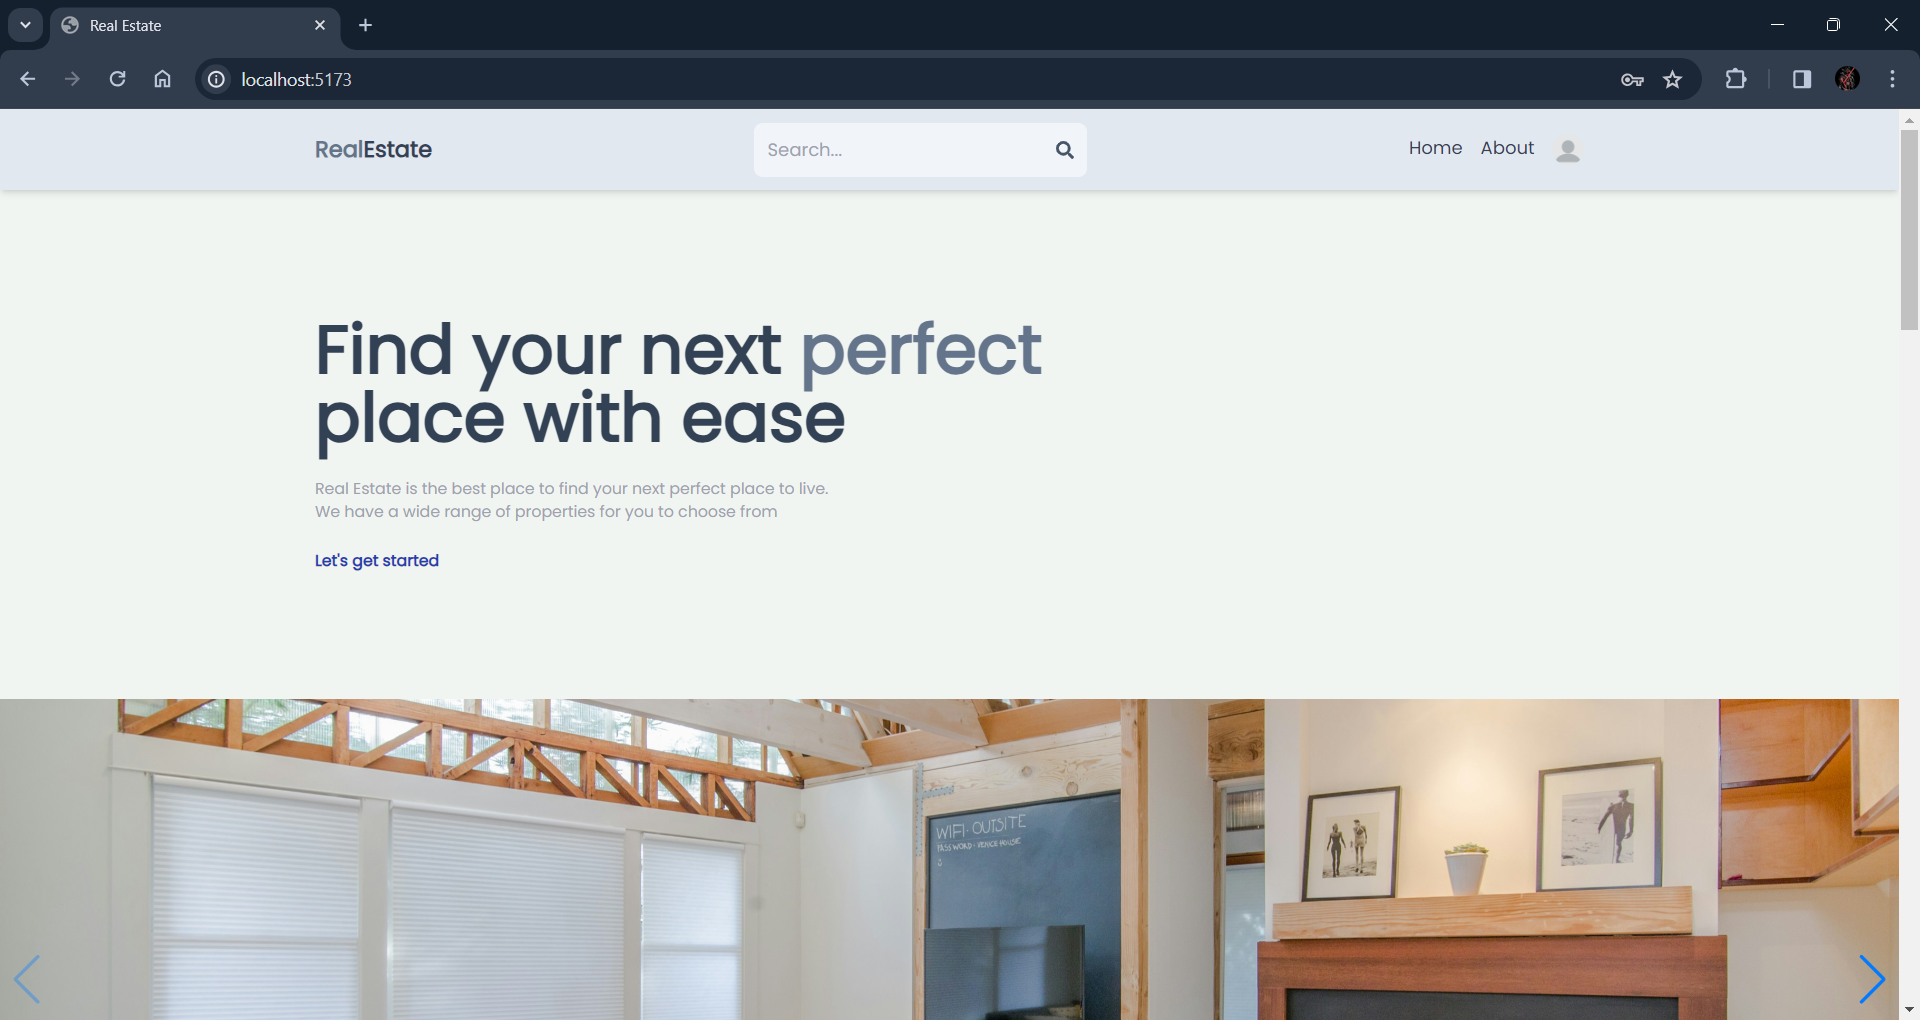 Real Estate
localhost:5173
RealEstate
Search...
Home About
Find your next perfect
place with ease
Real Estate is the best place to find your next perfect place to live.
We have a wide range of properties for you to choose from
Let's get started
WIFI · OUTSITE
PASSWORD · VENICEHOUSE